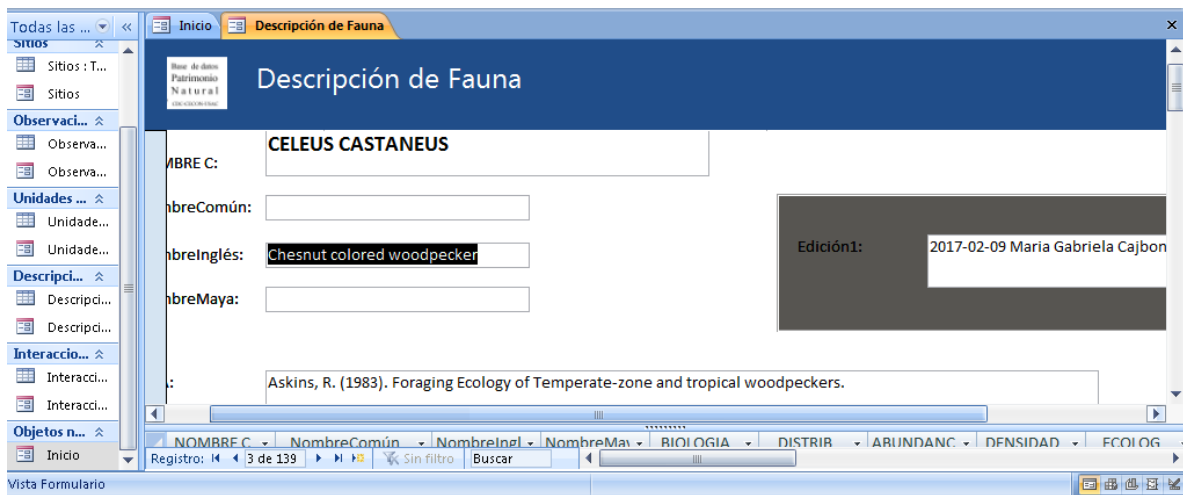 Todas las ... «
Inicio
Descripción de Fauna
×
Sitios
Sitios : T...
Sitios
Observaci...
Observa...
Observa...
Unidades ...
Unidade...
Unidade...
Descripci...
Descripci...
Descripci...
Interaccio...
Interacci...
Interacci...
Objetos n...
Inicio
Base de datos
Patrimonio
Natural
Descripción de Fauna
MBRE C:
CELEUS CASTANEUS
nbreComún:
nbreInglés:
Chesnut colored woodpecker
nbreMaya:
Edición1:
2017-02-09 Maria Gabriela Cajbon
Askins, R. (1983). Foraging Ecology of Temperate-zone and tropical woodpeckers.
NOMBRE C NombreComún NombreIngl NombreMay BIOLOGIA DISTRIB ABUNDANC DENSIDAD ECOLOG
Registro: 3 de 139 Sin filtro Buscar
Vista Formulario